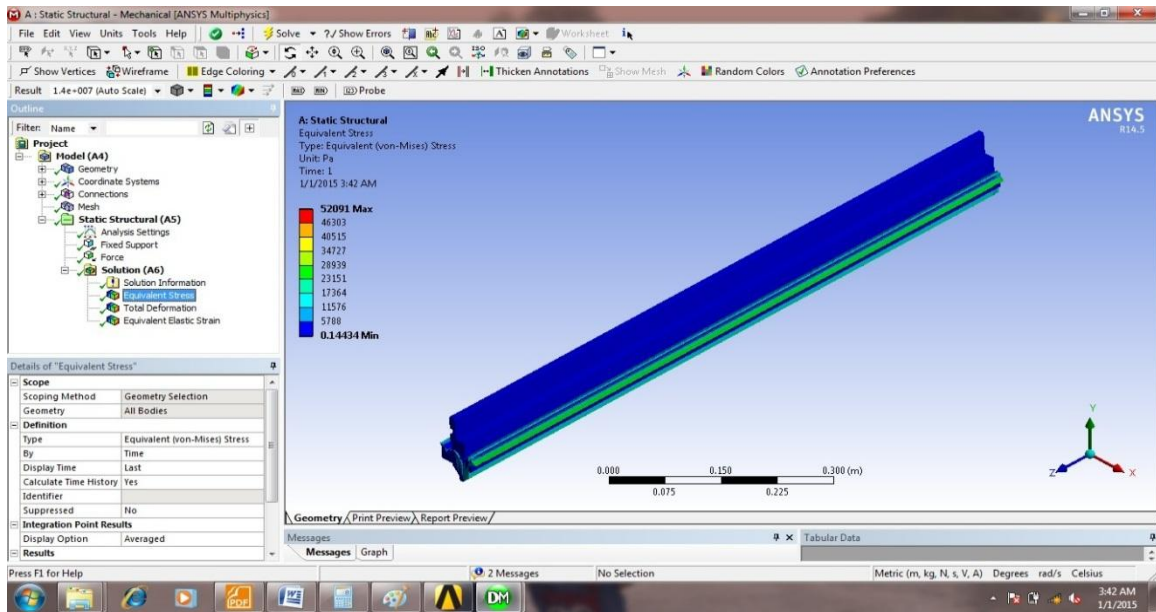 A : Static Structural - Mechanical [ANSYS Multiphysics]
File Edit View Units Tools Help Solve ?/ Show Errors Worksheet
Show Vertices Wireframe Edge Coloring Thicken Annotations Show Mesh Random Colors Annotation Preferences
Result 1.4e+007 (Auto Scale) Probe
Outline
Filter: Name
Project
Model (A4)
Geometry
Coordinate Systems
Connections
Mesh
Static Structural (A5)
Analysis Settings
Fixed Support
Force
Solution (A6)
Solution Information
Equivalent Stress
Total Deformation
Equivalent Elastic Strain
Details of "Equivalent Stress"
Scope
Scoping Method Geometry Selection
Geometry All Bodies
Definition
Type Equivalent (von-Mises) Stress
By Time
Display Time Last
Calculate Time History Yes
Identifier
Suppressed No
Integration Point Results
Display Option Averaged
Results
A: Static Structural
Equivalent Stress
Type: Equivalent (von-Mises) Stress
Unit: Pa
Time: 1
1/1/2015 3:42 AM
52091 Max
46303
40515
34727
28939
23151
17364
11576
5788
0.14434 Min
ANSYS
R14.5
0.000 0.150 0.300 (m)
0.075 0.225
Y
Z X
Geometry Print Preview Report Preview
Messages
Messages Graph
Tabular Data
Press F1 for Help 2 Messages No Selection Metric (m, kg, N, s, V, A) Degrees rad/s Celsius
PDF DM
3:42 AM
1/1/2015